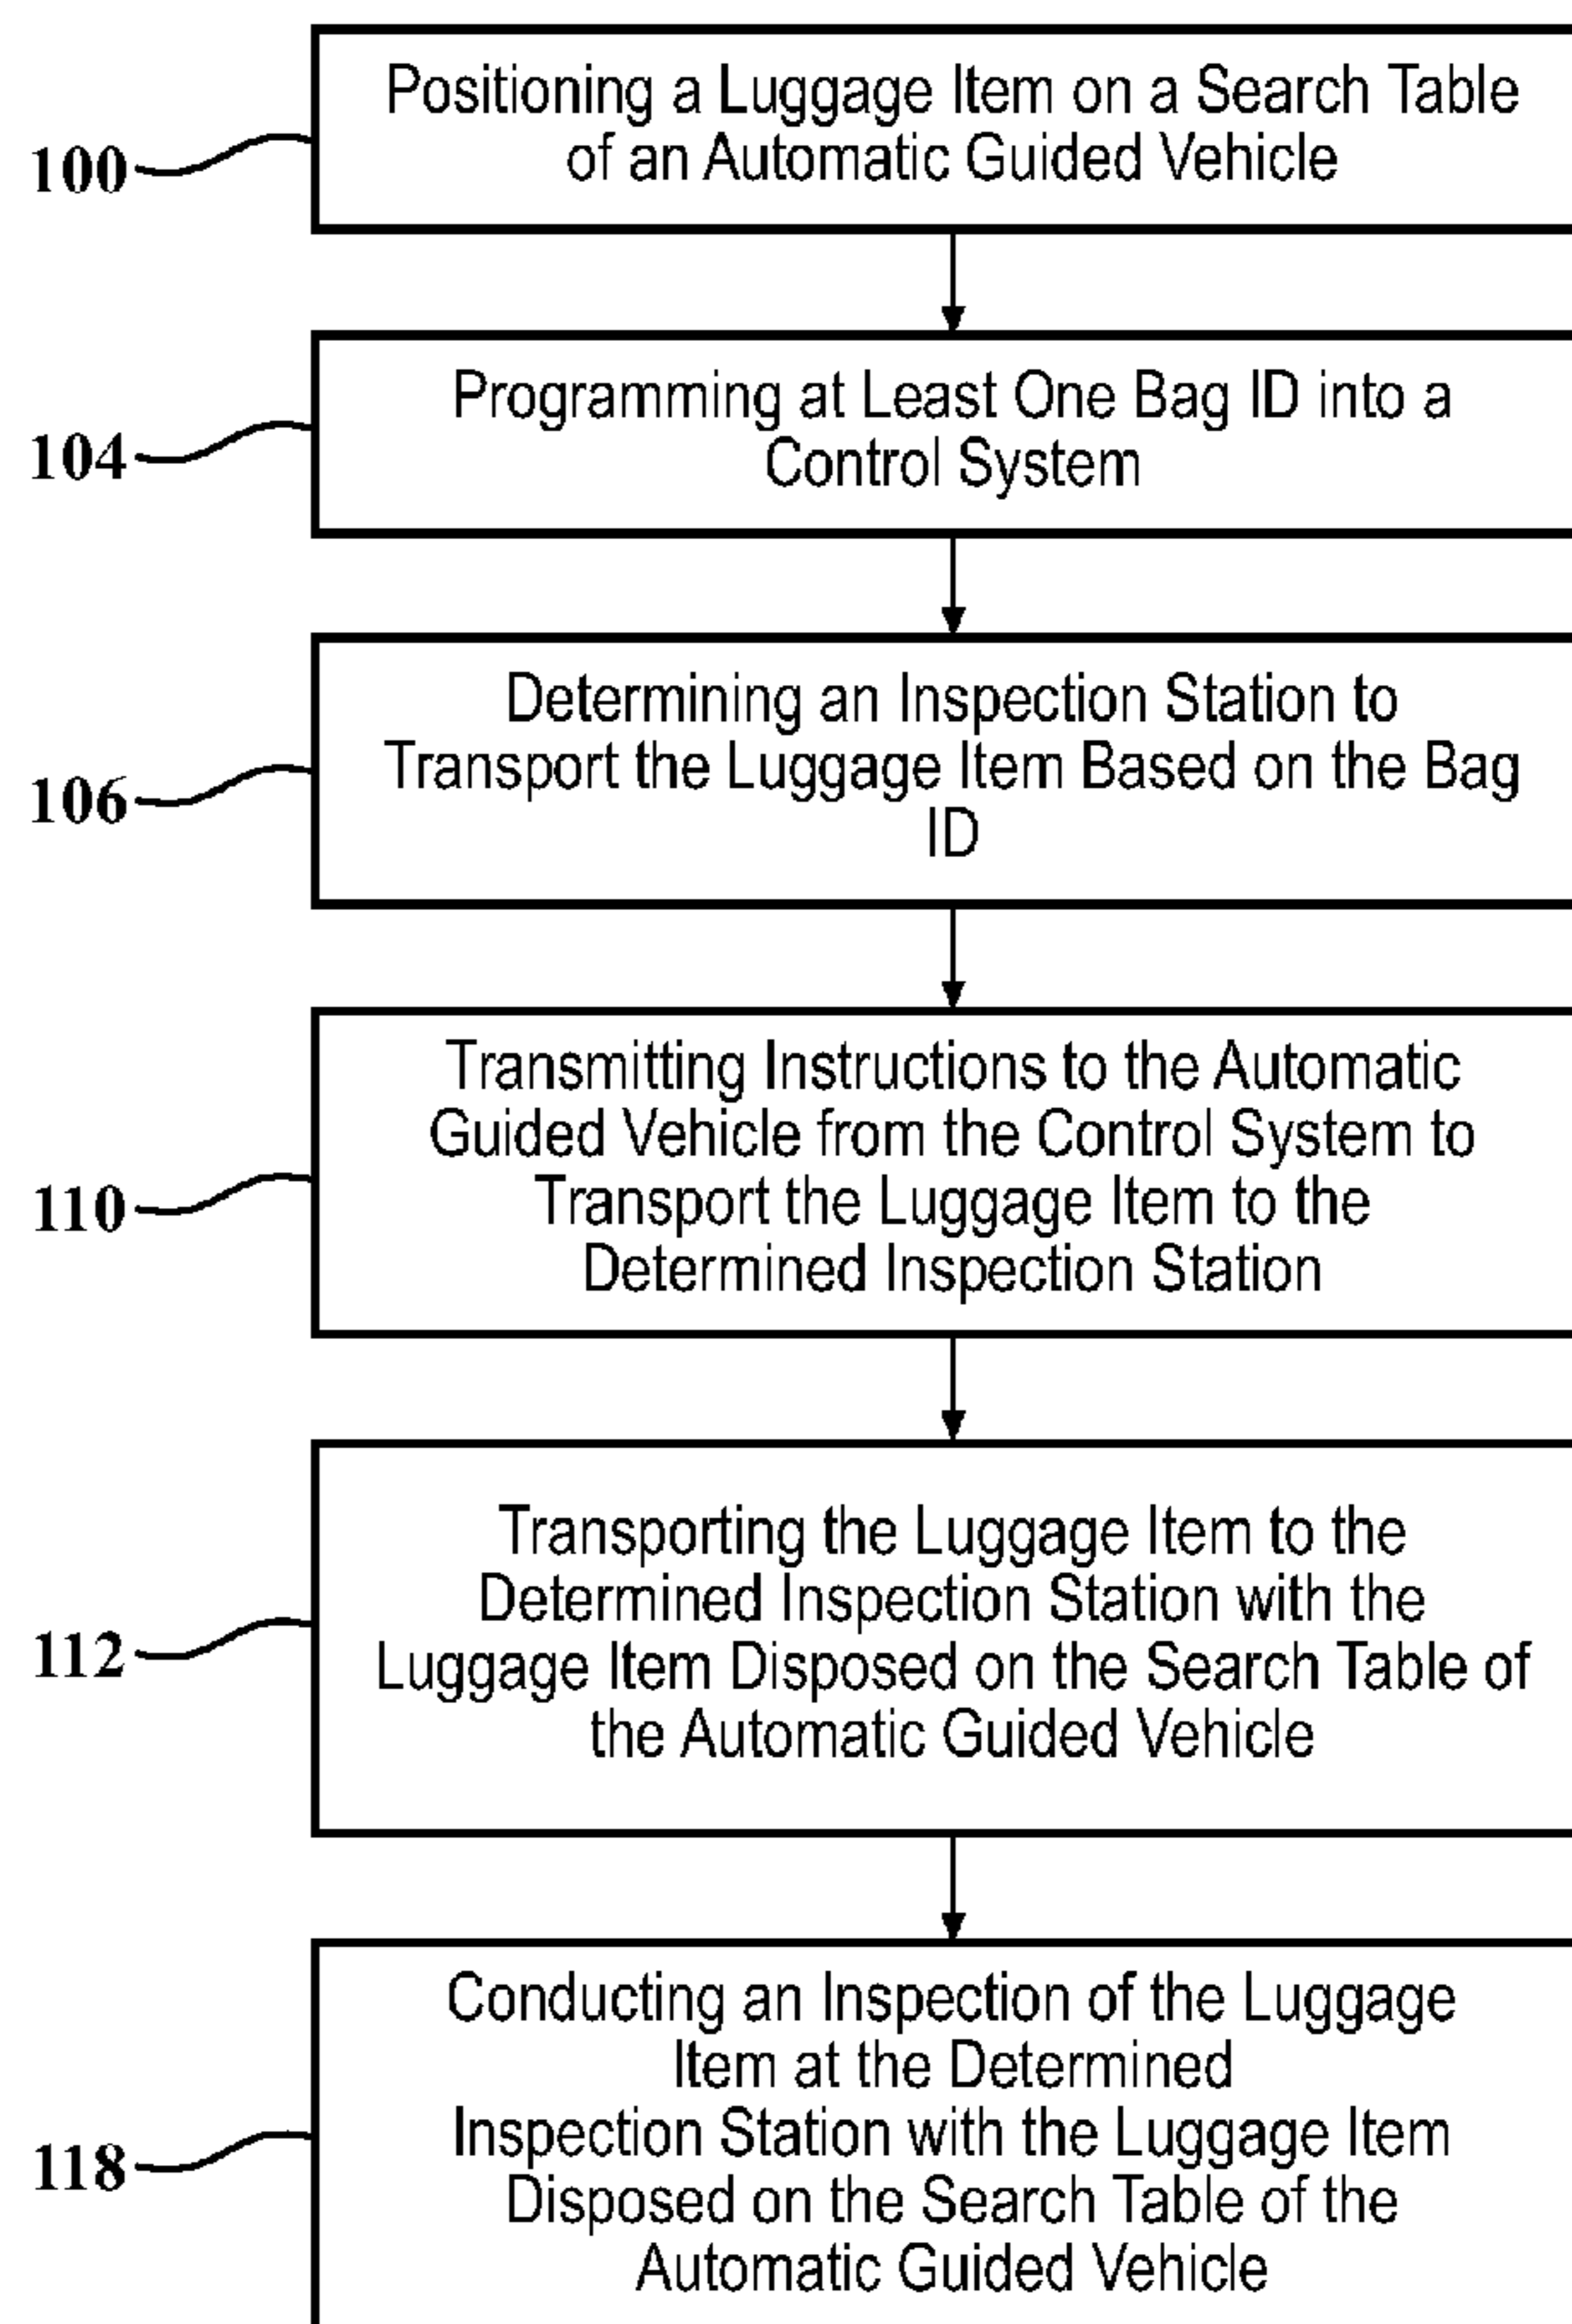 Positioning a Luggage Item on a Search Table
of an Automatic Guided Vehicle
100
Programming at Least One Bag ID into a
Control System
104
Determining an Inspection Station to
Transport the Luggage Item Based on the Bag
ID
106
Transmitting Instructions to the Automatic
Guided Vehicle from the Control System to
Transport the Luggage Item to the
Determined Inspection Station
110
Transporting the Luggage Item to the
Determined Inspection Station with the
Luggage Item Disposed on the Search Table of
the Automatic Guided Vehicle
112
Conducting an Inspection of the Luggage
Item at the Determined
Inspection Station with the Luggage Item
Disposed on the Search Table of the
Automatic Guided Vehicle
118